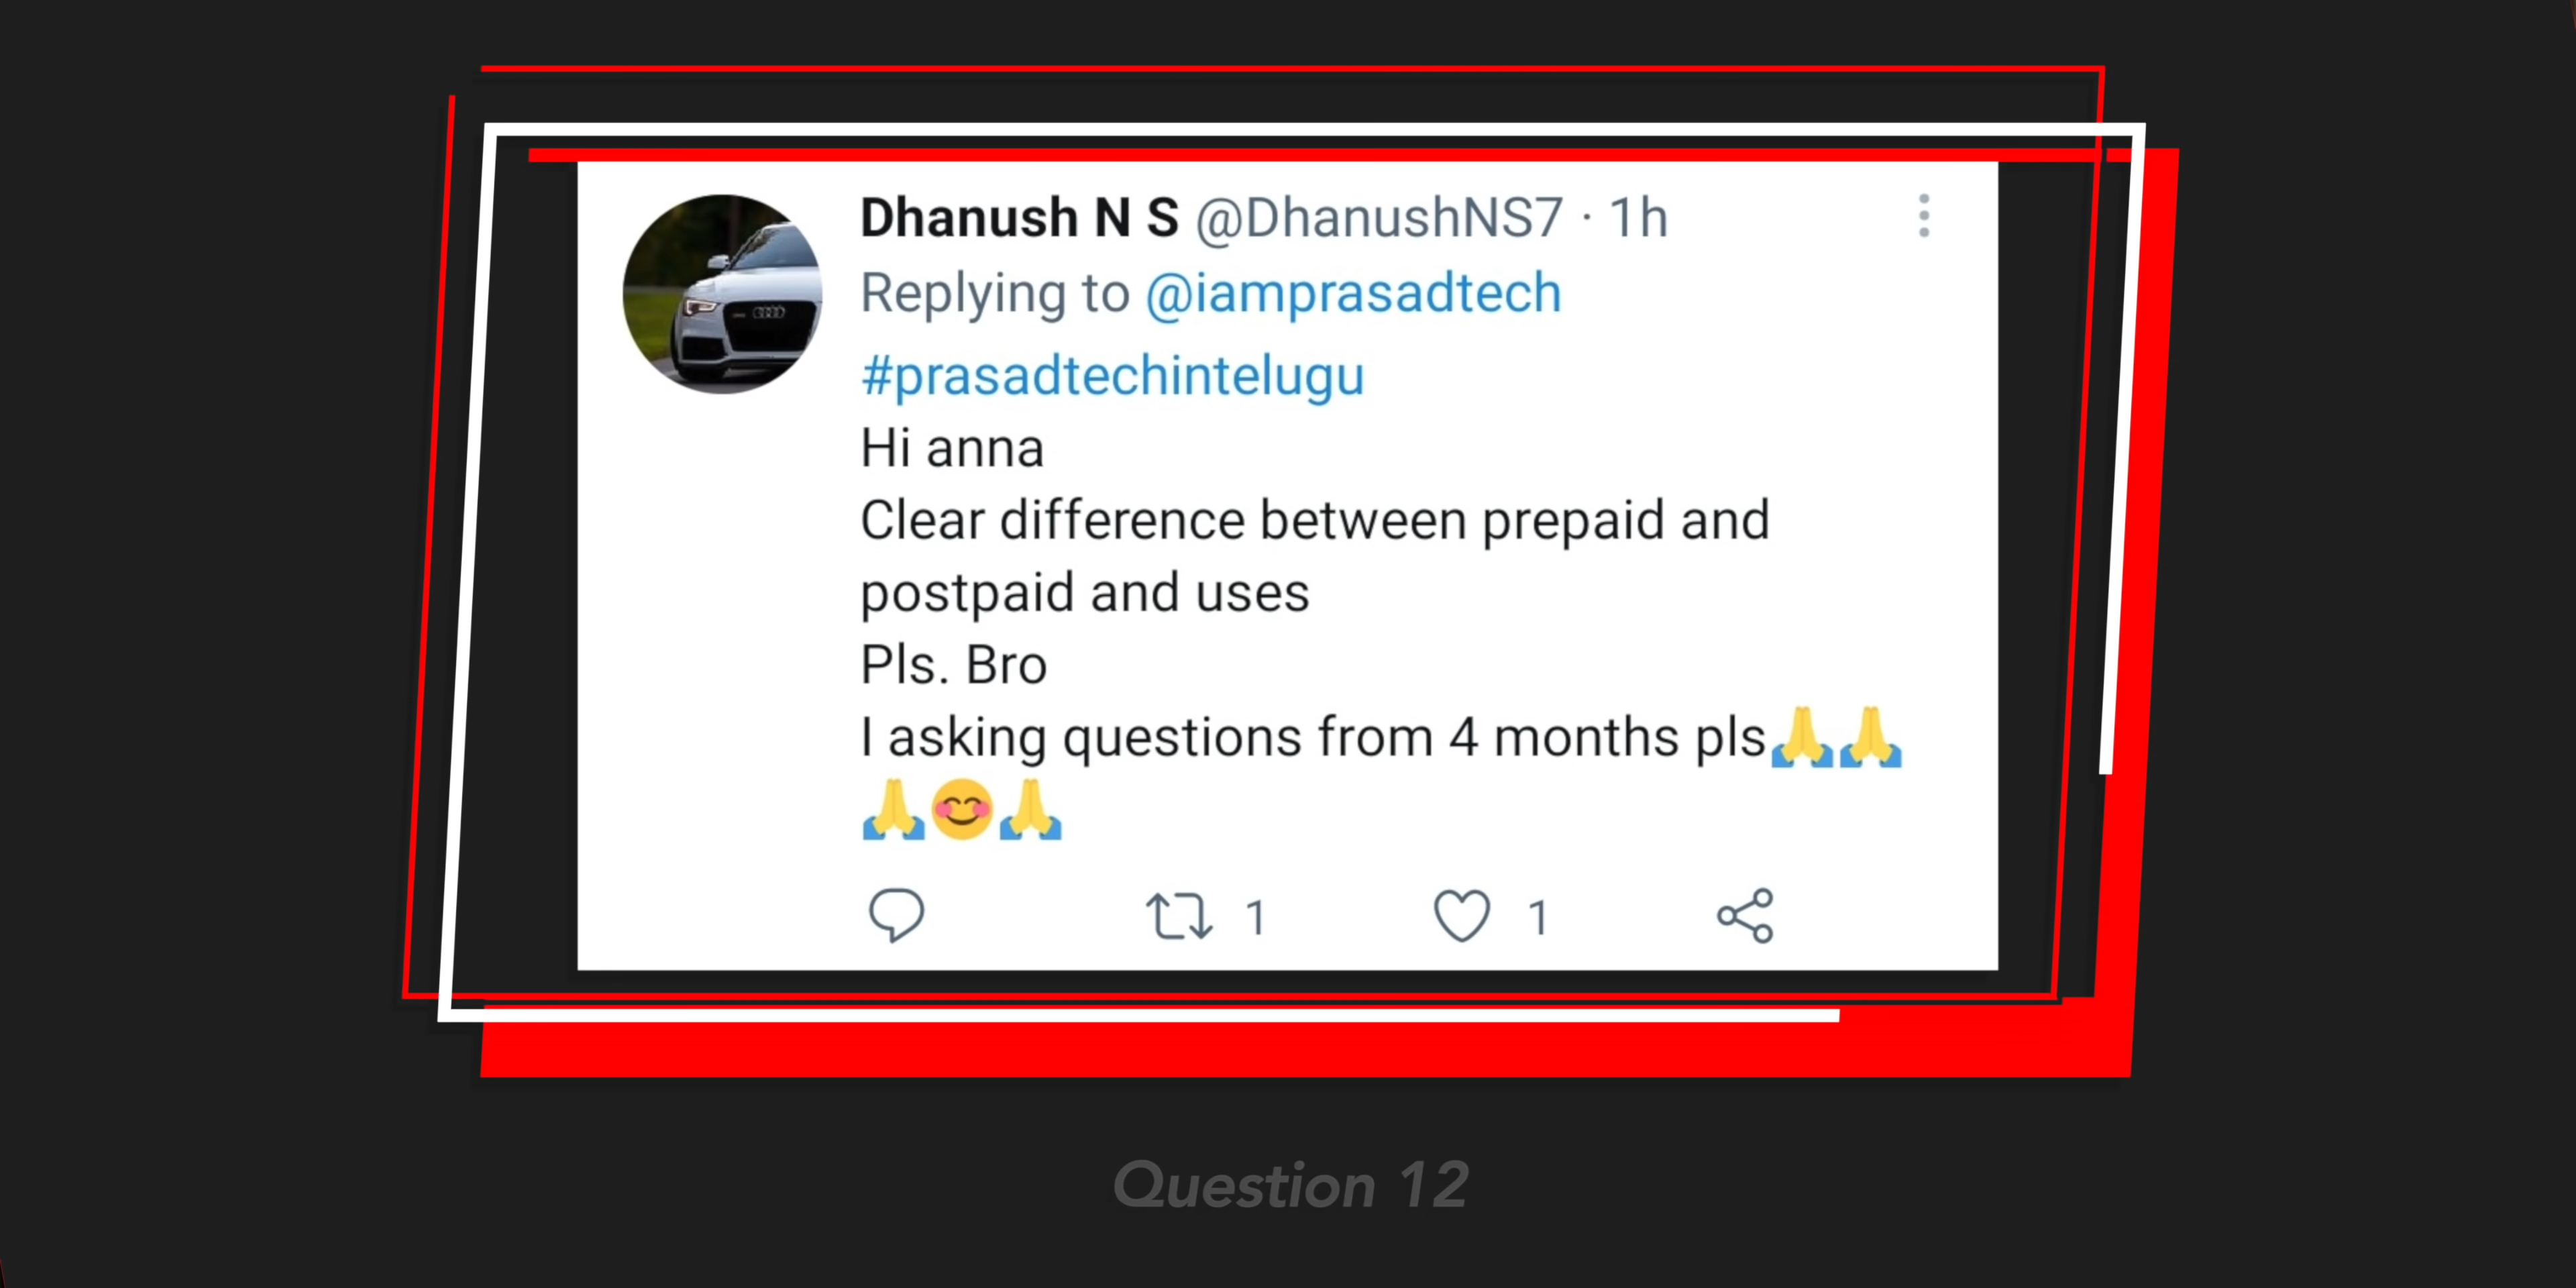 Dhanush N S @DhanushNS7 · 1h
Replying to @iamprasadtech
#prasadtechintelugu
Hi anna
Clear difference between prepaid and
postpaid and uses
Pls. Bro
I asking questions from 4 months pls🙏🙏
🙏😊🙏
1 1
Question 12